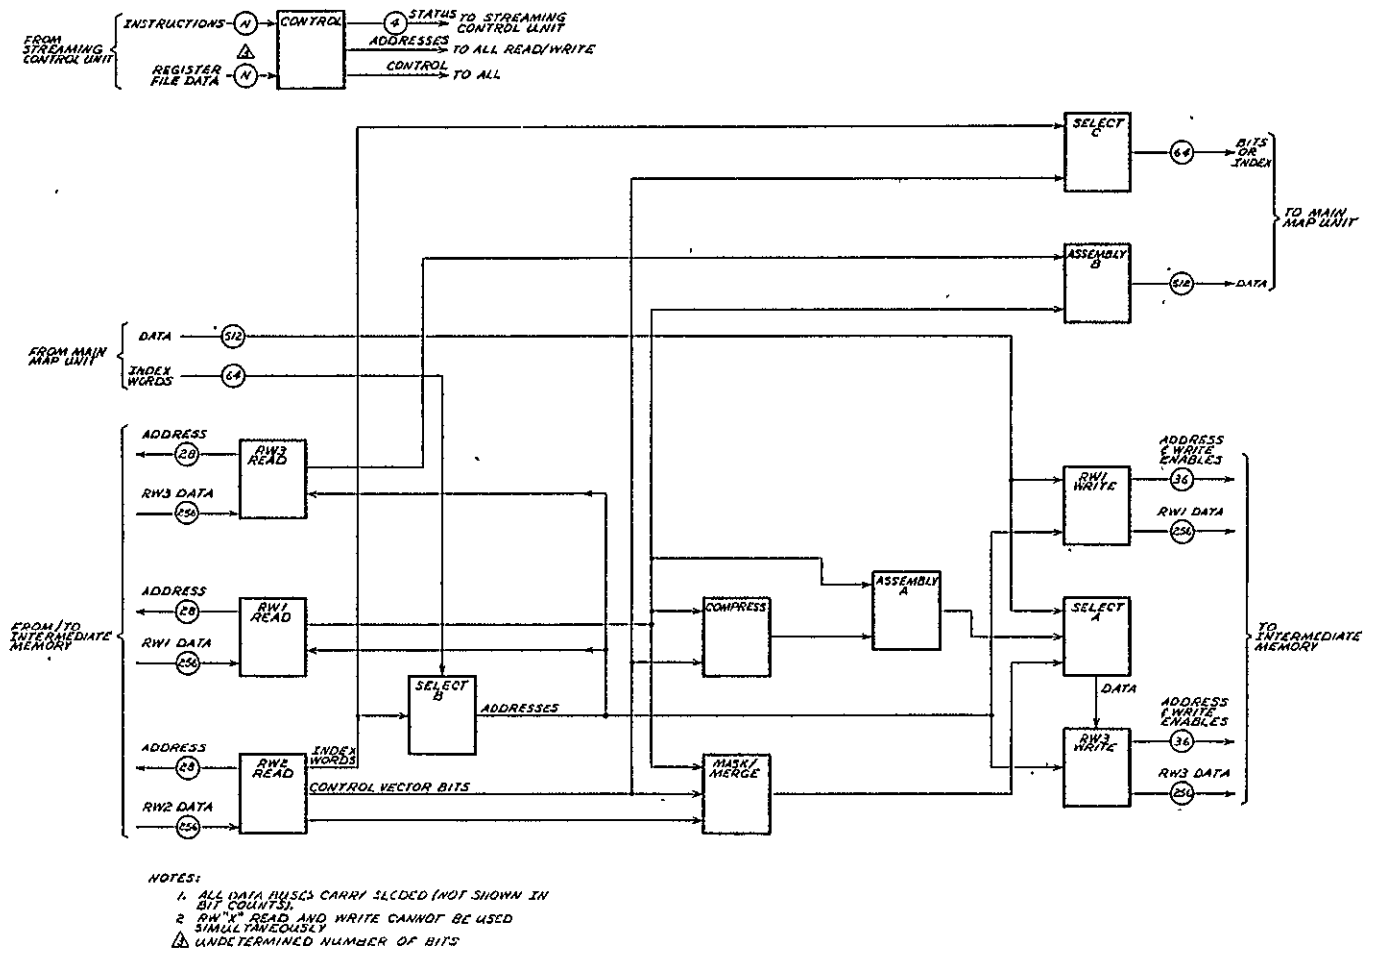 FROM
STREAMING
CONTROL UNIT
INSTRUCTIONS
N
3
REGISTER
FILE DATA
N
CONTROL
4
STATUS
TO STREAMING
CONTROL UNIT
ADDRESSES
TO ALL READ/WRITE
CONTROL
TO ALL
SELECT
C
64
BITS
OR
INDEX
TO MAIN
MAP UNIT
ASSEMBLY
B
512
DATA
FROM MAIN
MAP UNIT
DATA
512
INDEX
WORDS
64
FROM/TO
INTERMEDIATE
MEMORY
ADDRESS
28
RW3 DATA
256
RW3
READ
ADDRESS
28
RW1 DATA
256
RW1
READ
ADDRESS
28
RW2 DATA
256
RW2
READ
SELECT
B
ADDRESSES
INDEX
WORDS
CONTROL VECTOR BITS
COMPRESS
ASSEMBLY
A
MASK/
MERGE
RW1
WRITE
ADDRESS
& WRITE
ENABLES
36
RW1 DATA
256
SELECT
A
DATA
TO
INTERMEDIATE
MEMORY
RW3
WRITE
ADDRESS
& WRITE
ENABLES
36
RW3 DATA
256
NOTES:
1. ALL DATA BUSES CARRY SECDED (NOT SHOWN IN
BIT COUNTS).
2 RW"X" READ AND WRITE CANNOT BE USED
SIMULTANEOUSLY
3 UNDETERMINED NUMBER OF BITS